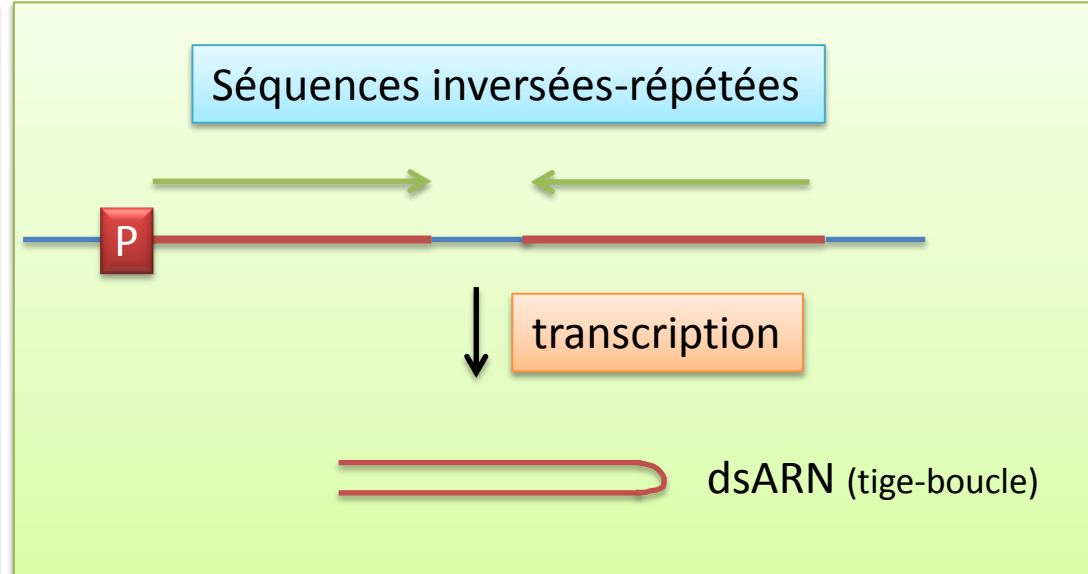 Séquences inversées-répétées
P
transcription
dsARN (tige-boucle)